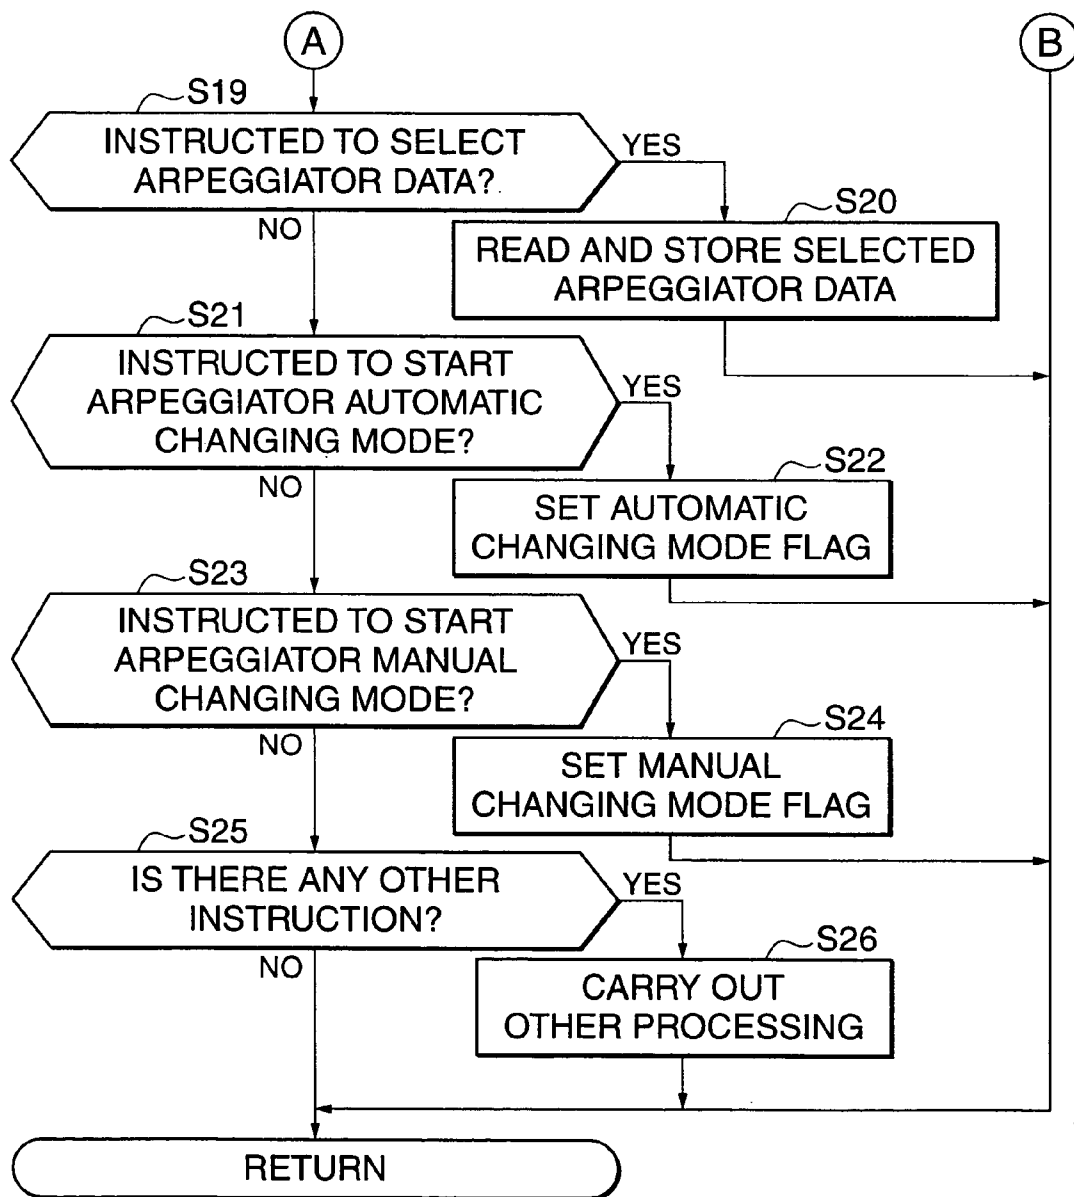 A
B
S19
INSTRUCTED TO SELECT
ARPEGGIATOR DATA?
YES
NO
S20
READ AND STORE SELECTED
ARPEGGIATOR DATA
S21
INSTRUCTED TO START
ARPEGGIATOR AUTOMATIC
CHANGING MODE?
YES
NO
S22
SET AUTOMATIC
CHANGING MODE FLAG
S23
INSTRUCTED TO START
ARPEGGIATOR MANUAL
CHANGING MODE?
YES
NO
S24
SET MANUAL
CHANGING MODE FLAG
S25
IS THERE ANY OTHER
INSTRUCTION?
YES
NO
S26
CARRY OUT
OTHER PROCESSING
RETURN